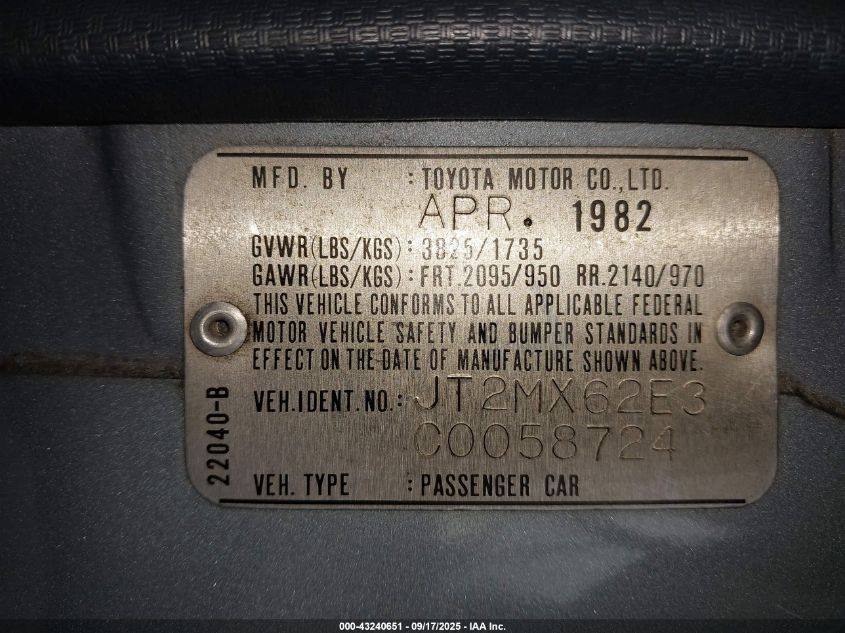 MFD. BY : TOYOTA MOTOR CO.,LTD.
APR. 1982
GVWR(LBS/KGS): 3825/1735
GAWR(LBS/KGS): FRT.2095/950 RR.2140/970
THIS VEHICLE CONFORMS TO ALL APPLICABLE FEDERAL
MOTOR VEHICLE SAFETY AND BUMPER STANDARDS IN
EFFECT ON THE DATE OF MANUFACTURE SHOWN ABOVE.
VEH.IDENT.NO.: JT2MX62E3
C0058724
VEH. TYPE : PASSENGER CAR
22040-B
000-43240651 - 09/17/2025 - IAA Inc.